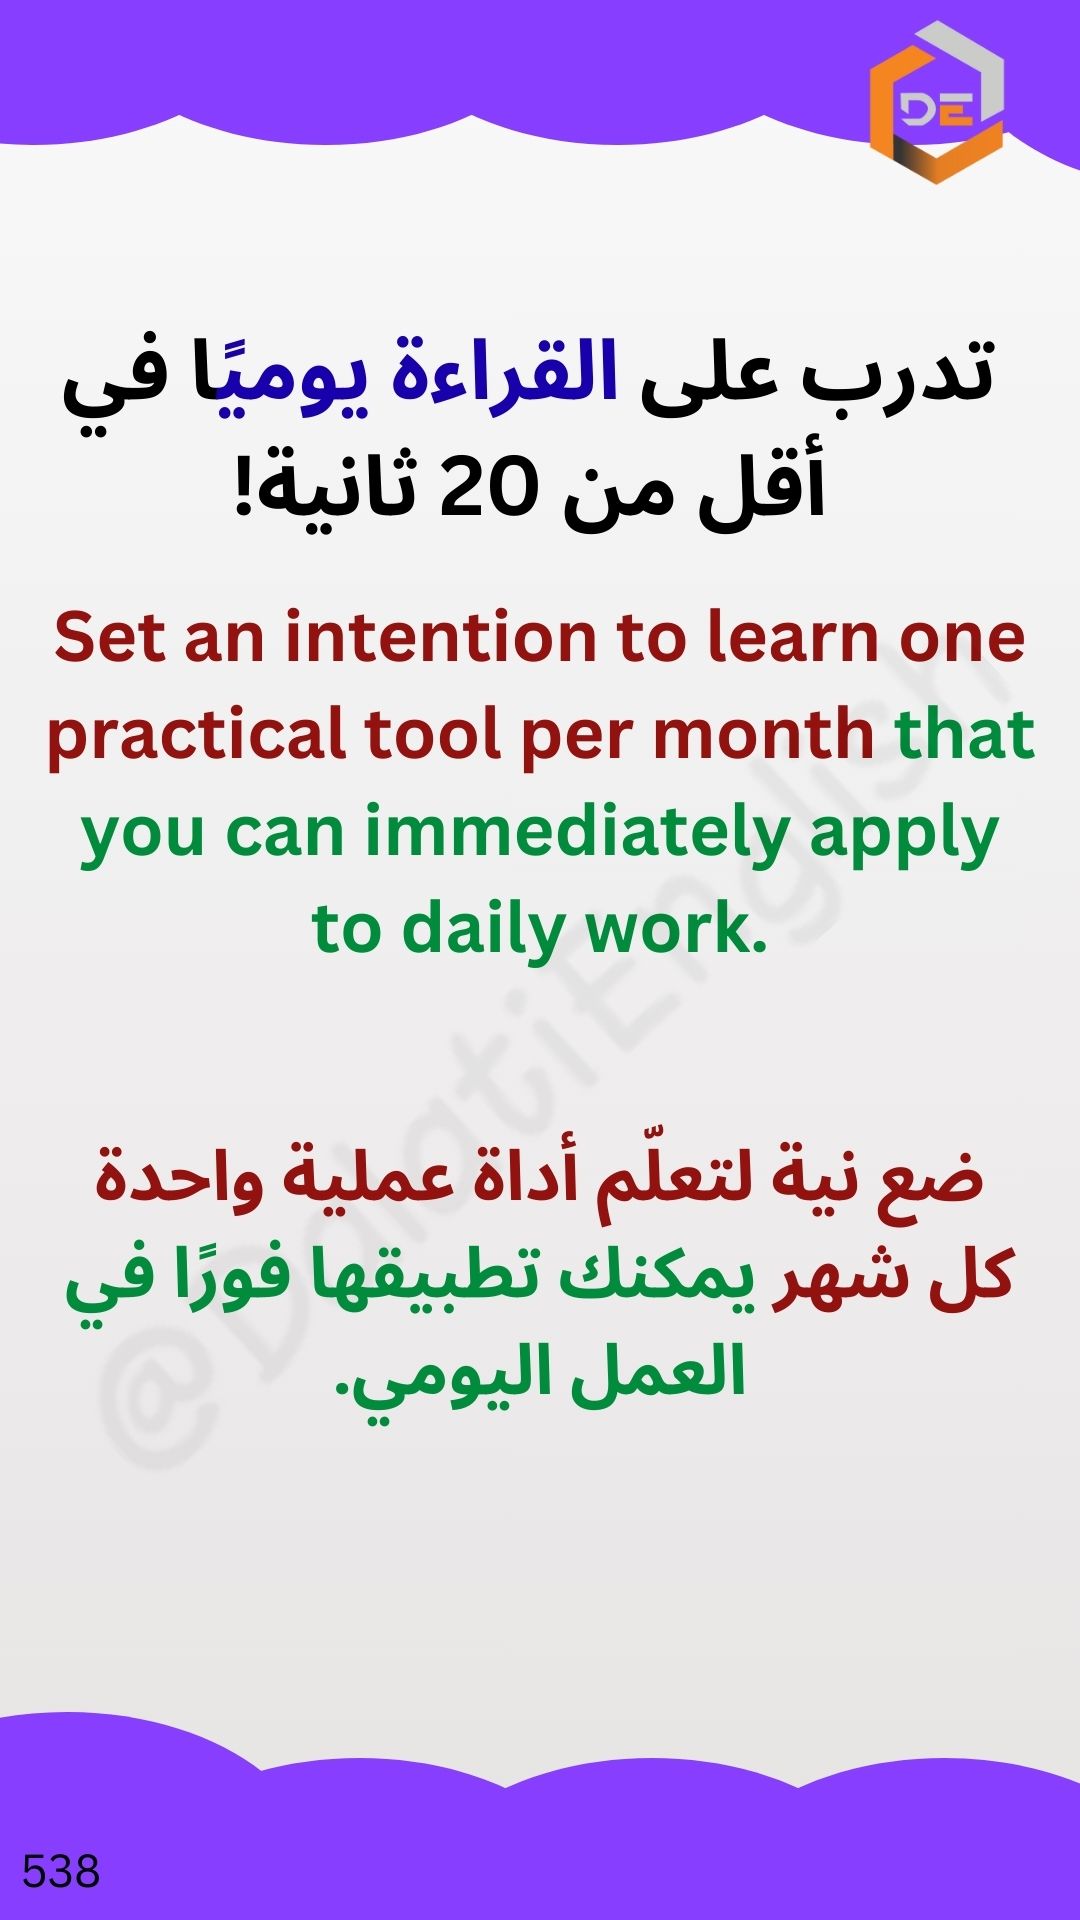 DE
تدرب على القراءة يوميًا في
أقل من 20 ثانية!
Set an intention to learn one
practical tool per month that
you can immediately apply
to daily work.
@DalatiEnglish
ضع نية لتعلّم أداة عملية واحدة
كل شهر يمكنك تطبيقها فورًا في
العمل اليومي.
538